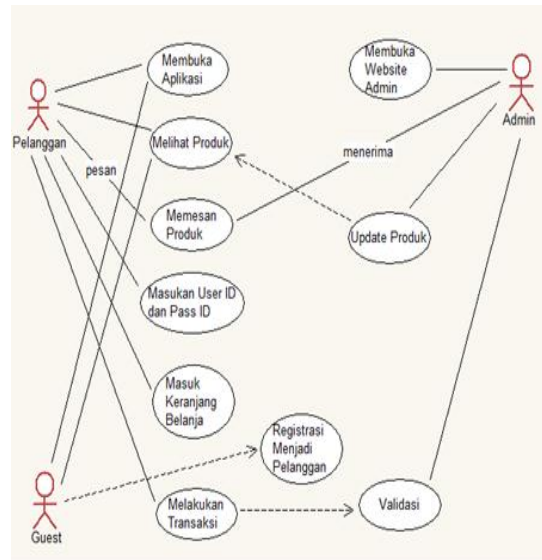 Membuka
Aplikasi
Membuka
Website
Admin
Pelanggan
Admin
Melihat Produk
menerima
pesan
Memesan
Produk
Update Produk
Masukan User ID
dan Pass ID
Masuk
Keranjang
Belanja
Registrasi
Menjadi
Pelanggan
Guest
Melakukan
Transaksi
Validasi